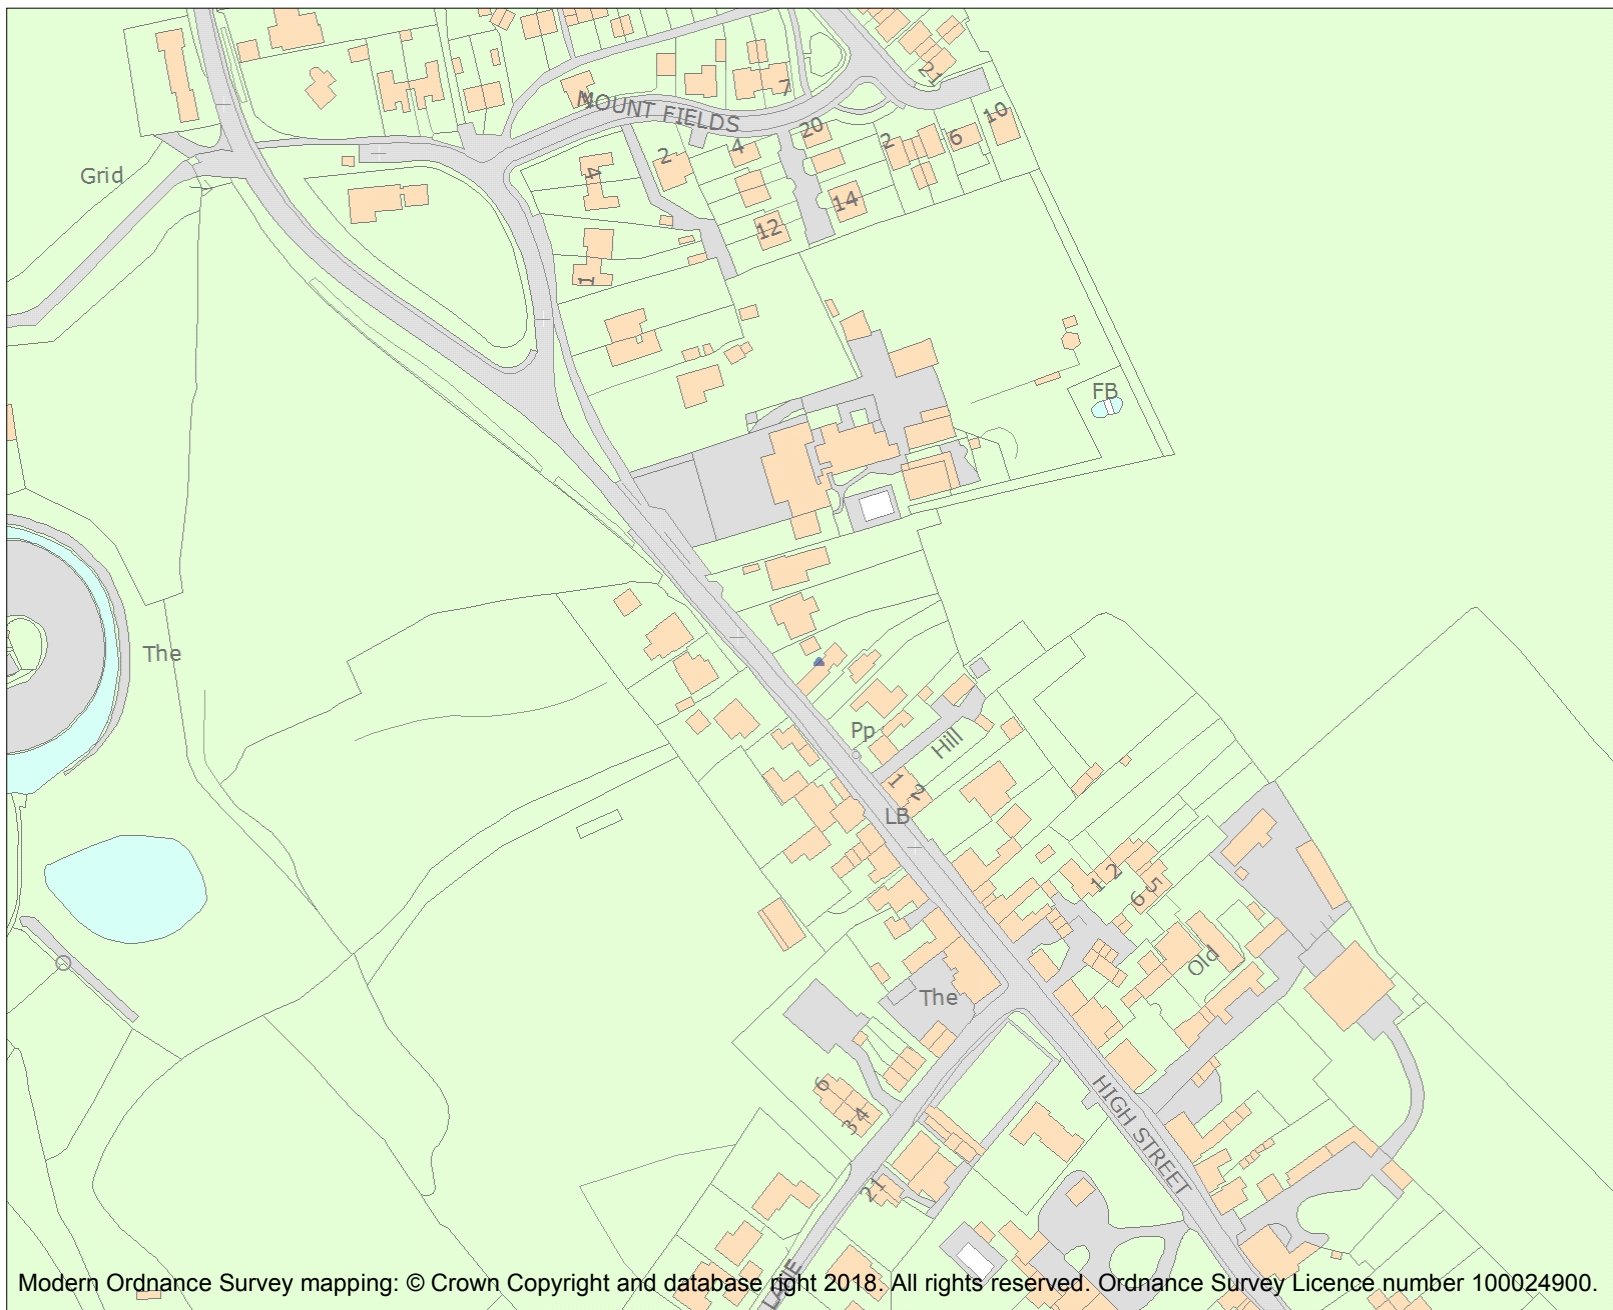 21
7
10
4
MOUNT FIELDS
20
2
6
4
2
Grid
4
14
12
1
FB
The
Pp
Hill
1
2
LB
1
2
5
6
Old
The
6
3
4
HIGH STREET
21
LANE
Modern Ordnance Survey mapping: © Crown Copyright and database right 2018. All rights reserved. Ordnance Survey Licence number 100024900.